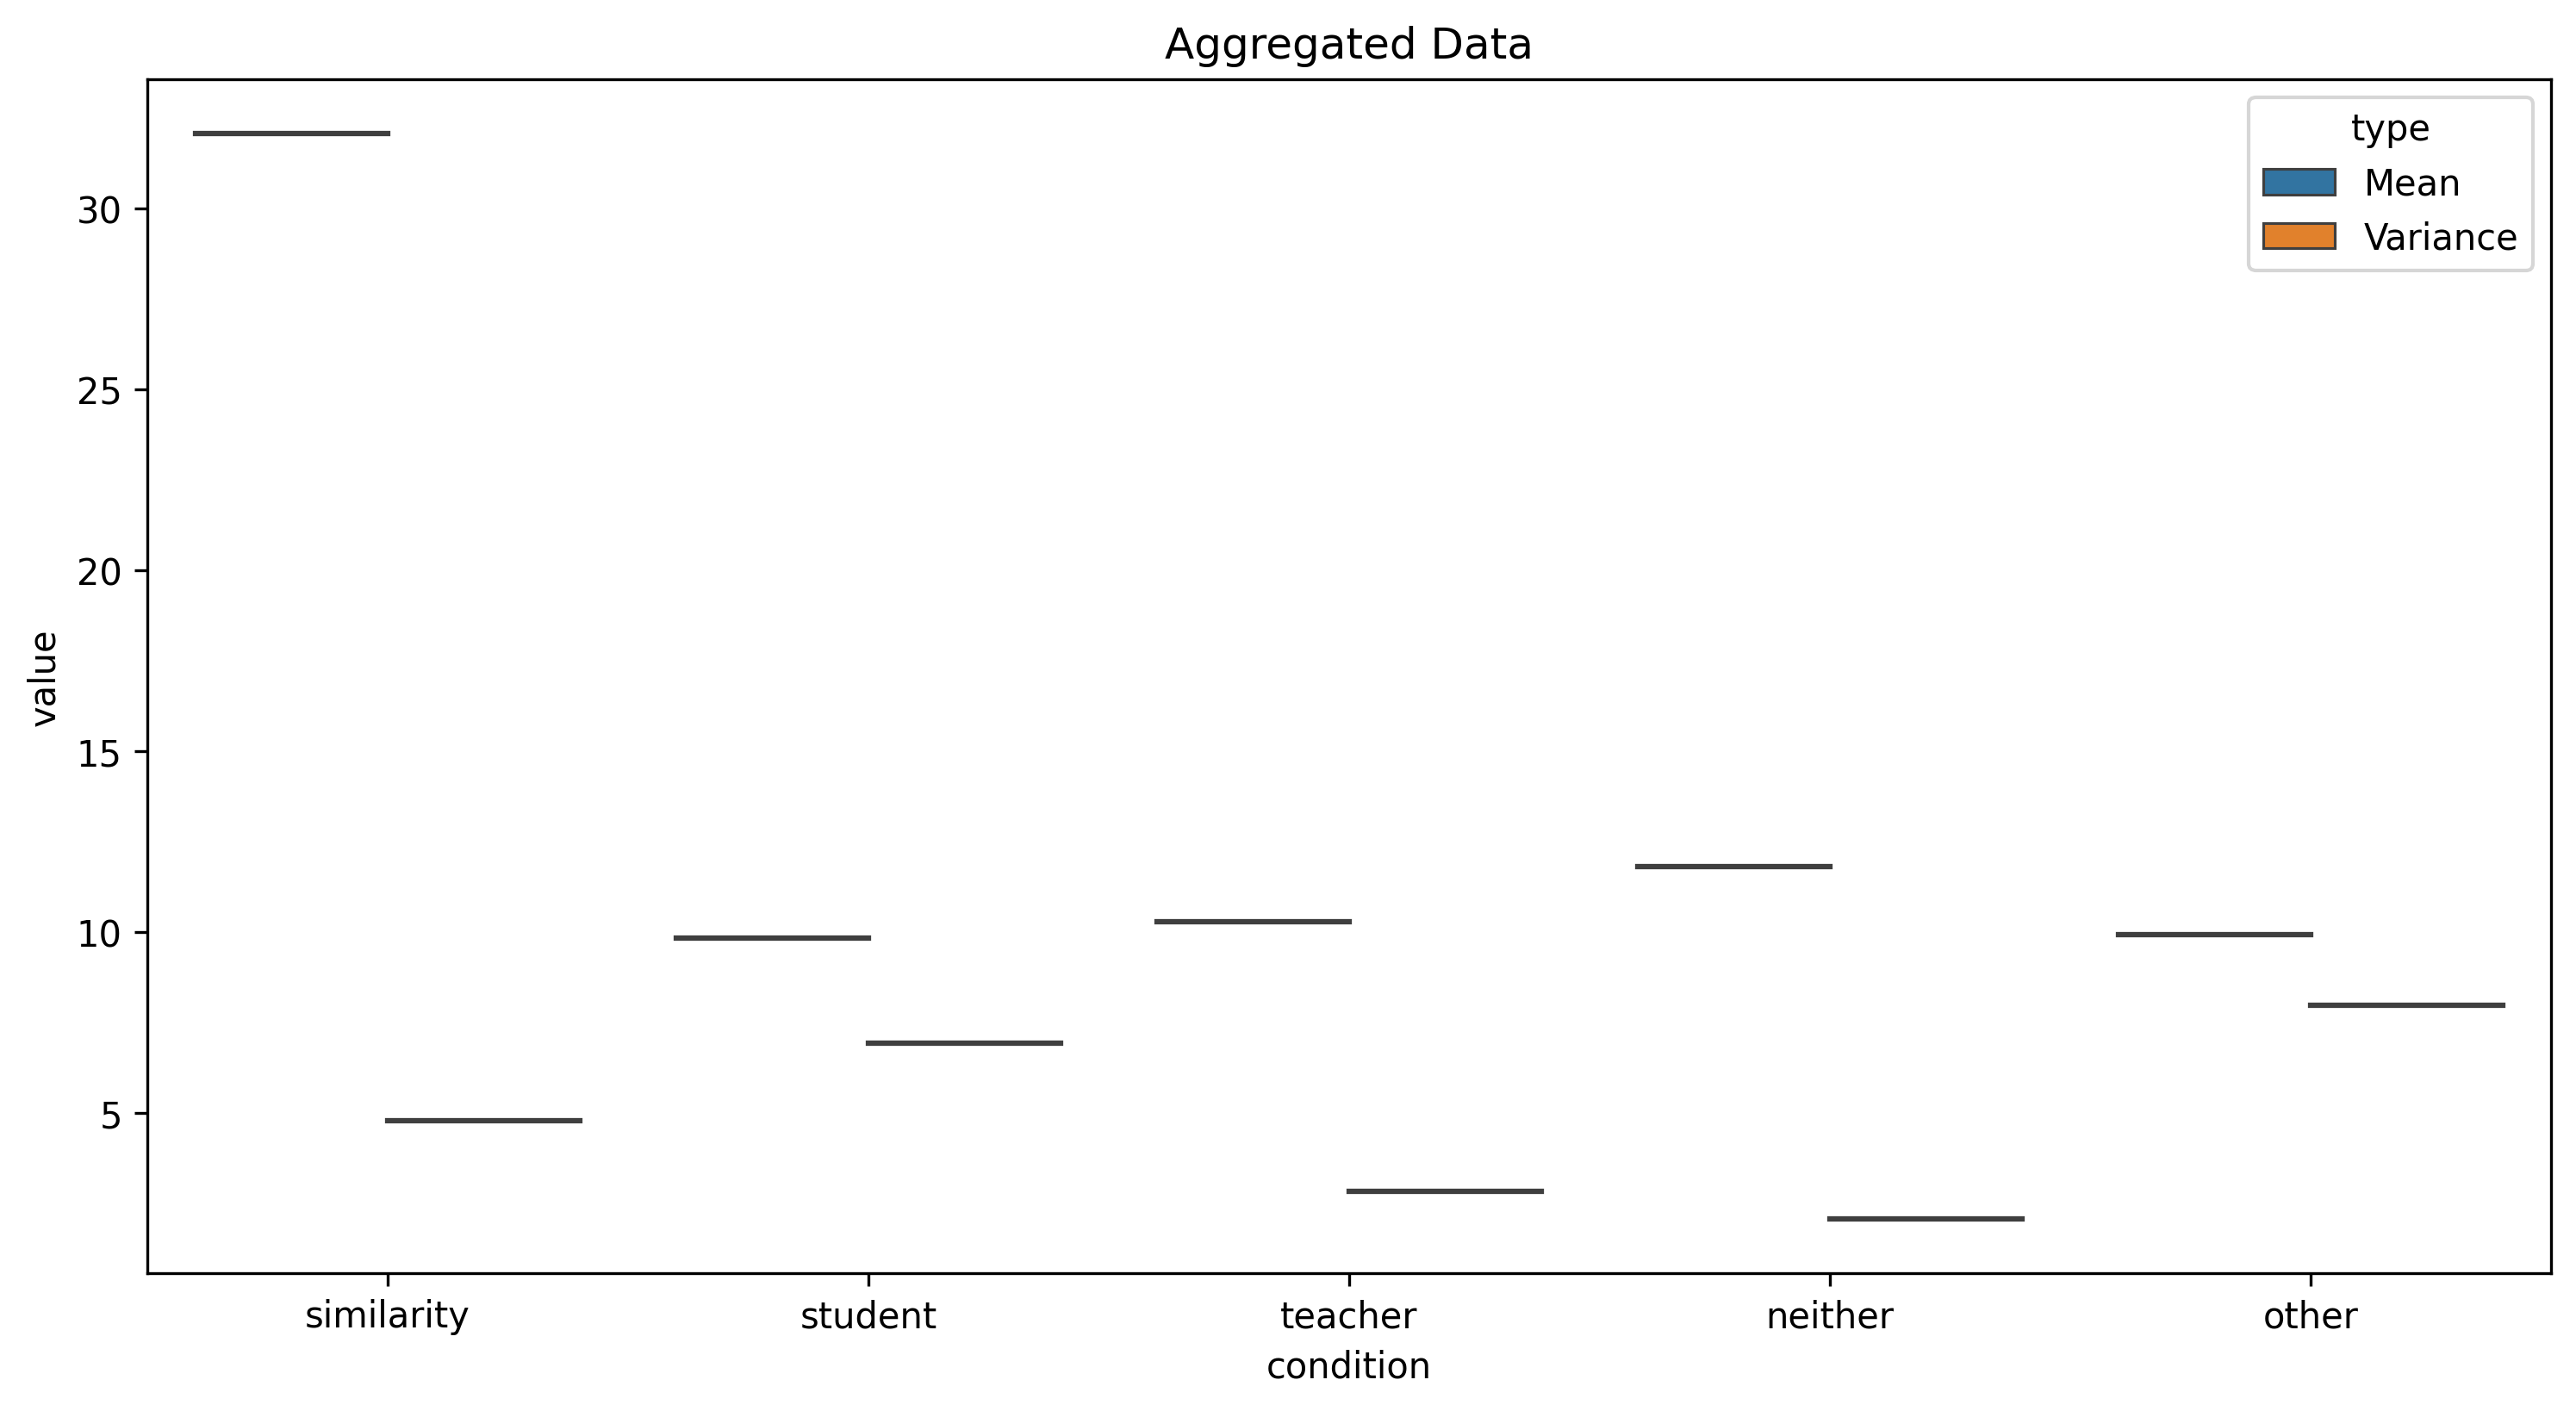 Aggregated Data
type
Mean
Variance
30
25
20
15
10
5
value
similarity student teacher neither other
condition